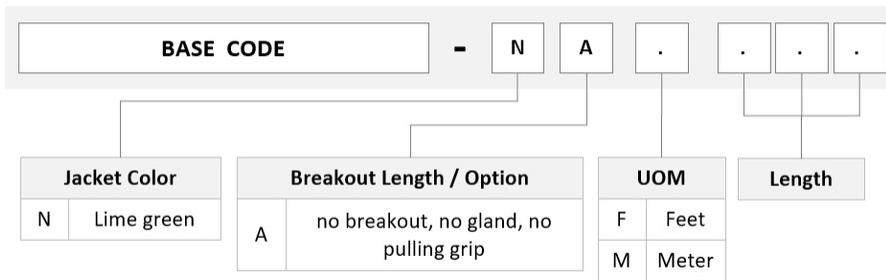 BASE CODE - N A . . . .
Jacket Color
N Lime green
Breakout Length / Option
A no breakout, no gland, no
pulling grip
UOM
F Feet
M Meter
Length